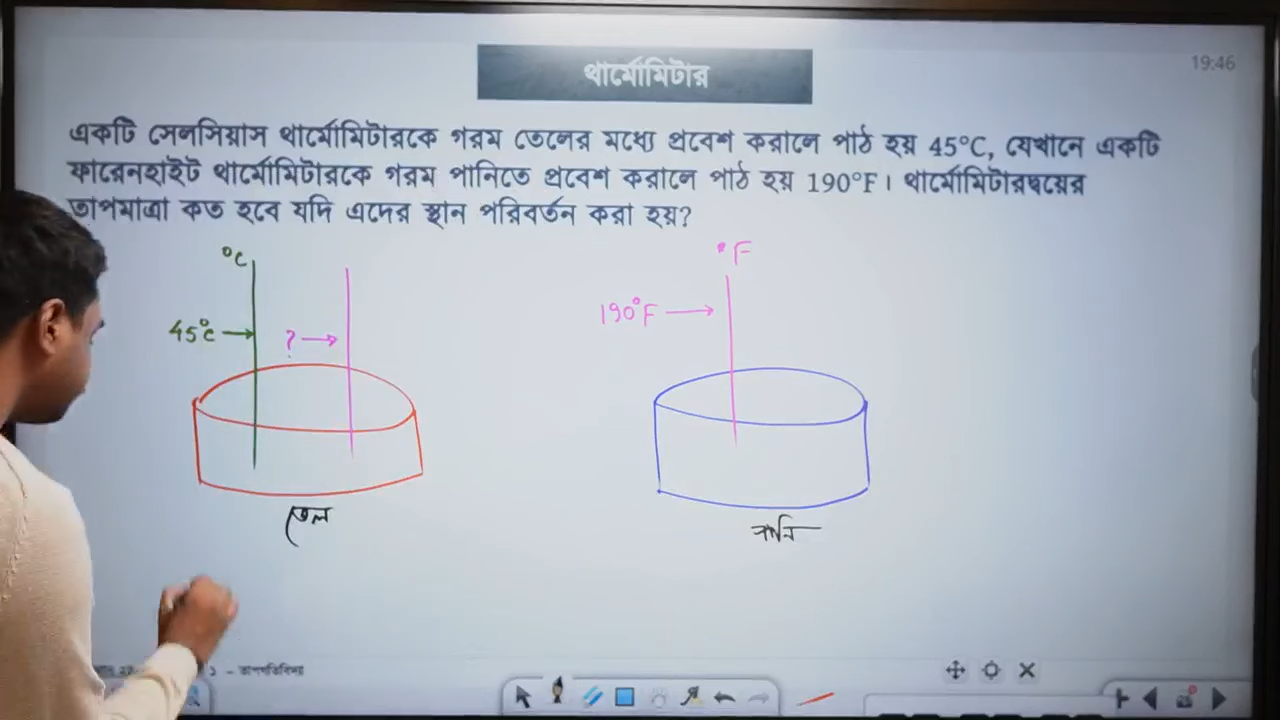 থার্মোমিটার
19:46
একটি সেলসিয়াস থার্মোমিটারকে গরম তেলের মধ্যে প্রবেশ করালে পাঠ হয় 45°C, যেখানে একটি
ফারেনহাইট থার্মোমিটারকে গরম পানিতে প্রবেশ করালে পাঠ হয় 190°F। থার্মোমিটারদ্বয়ের
তাপমাত্রা কত হবে যদি এদের স্থান পরিবর্তন করা হয়?
°C
°F
45°C
?
190°F
তেল
পানি